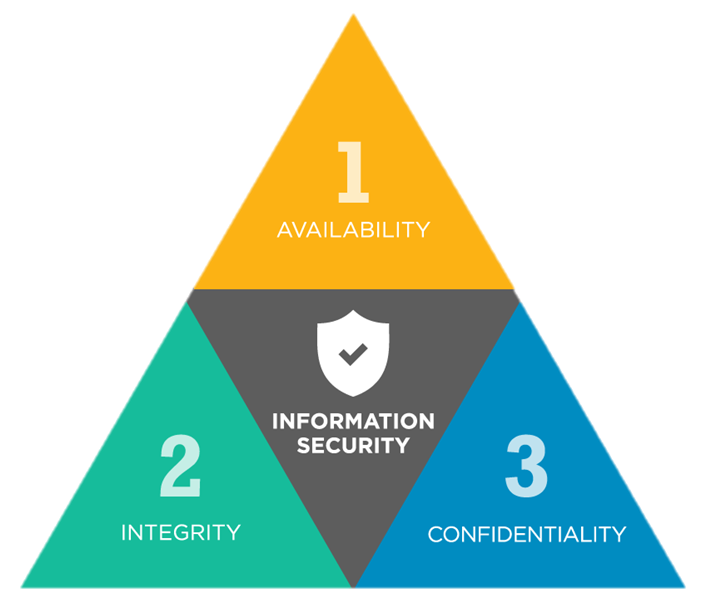 1
AVAILABILITY
INFORMATION
SECURITY
2
INTEGRITY
3
CONFIDENTIALITY